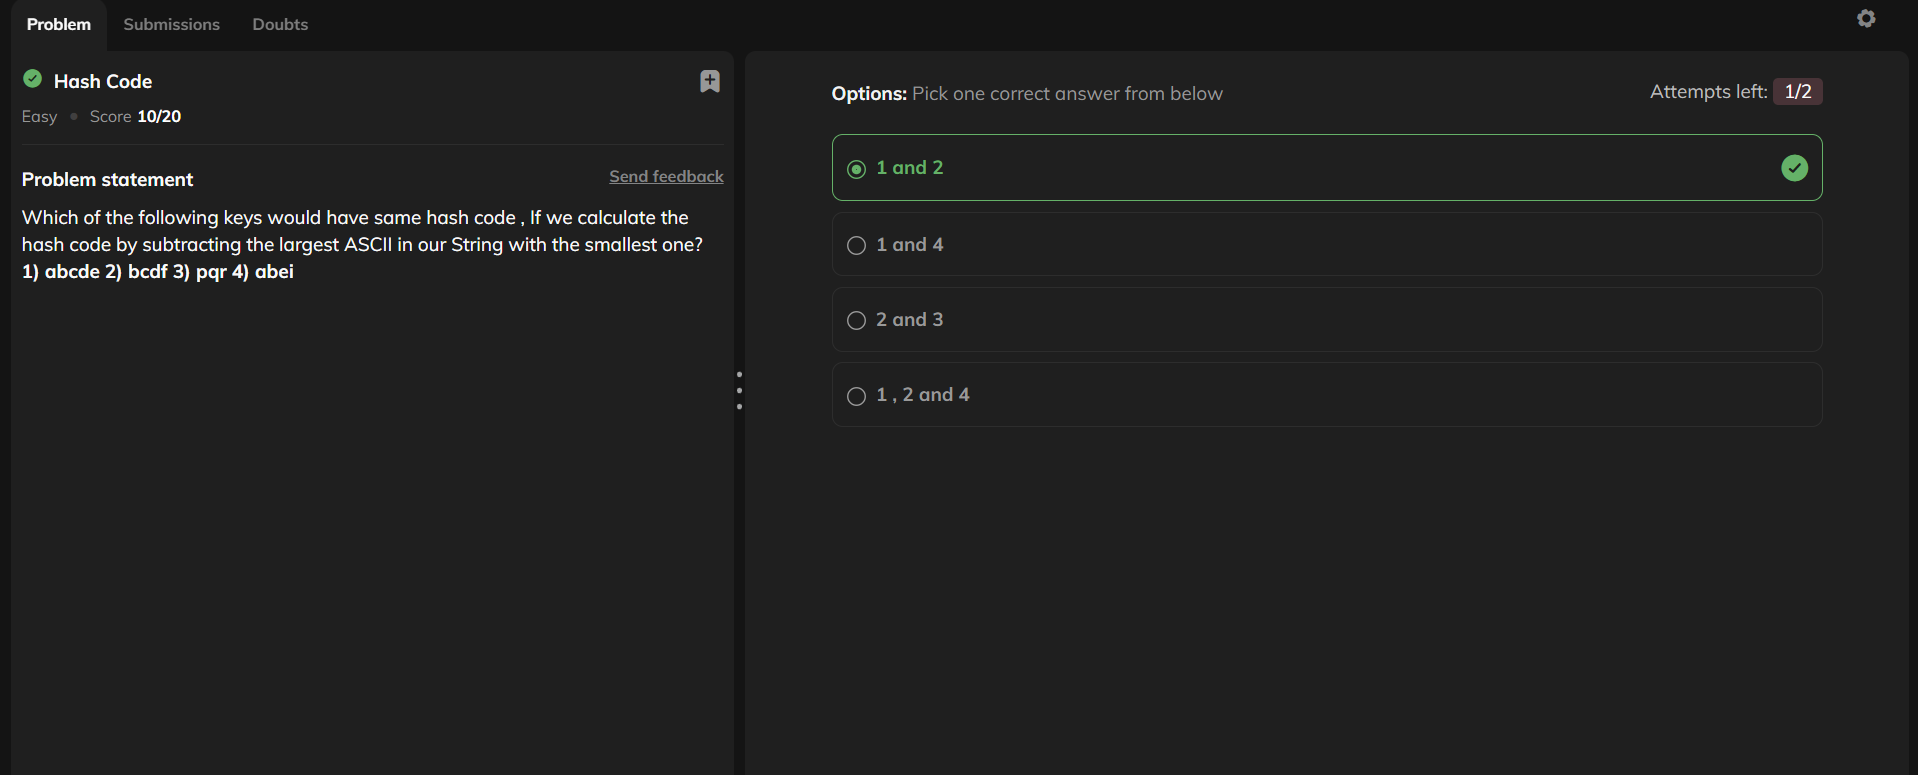 Problem Submissions Doubts
Hash Code
Easy • Score 10/20
Problem statement Send feedback
Which of the following keys would have same hash code , If we calculate the
hash code by subtracting the largest ASCII in our String with the smallest one?
1) abcde 2) bcdf 3) pqr 4) abei
Options: Pick one correct answer from below Attempts left: 1/2
1 and 2
1 and 4
2 and 3
1 , 2 and 4